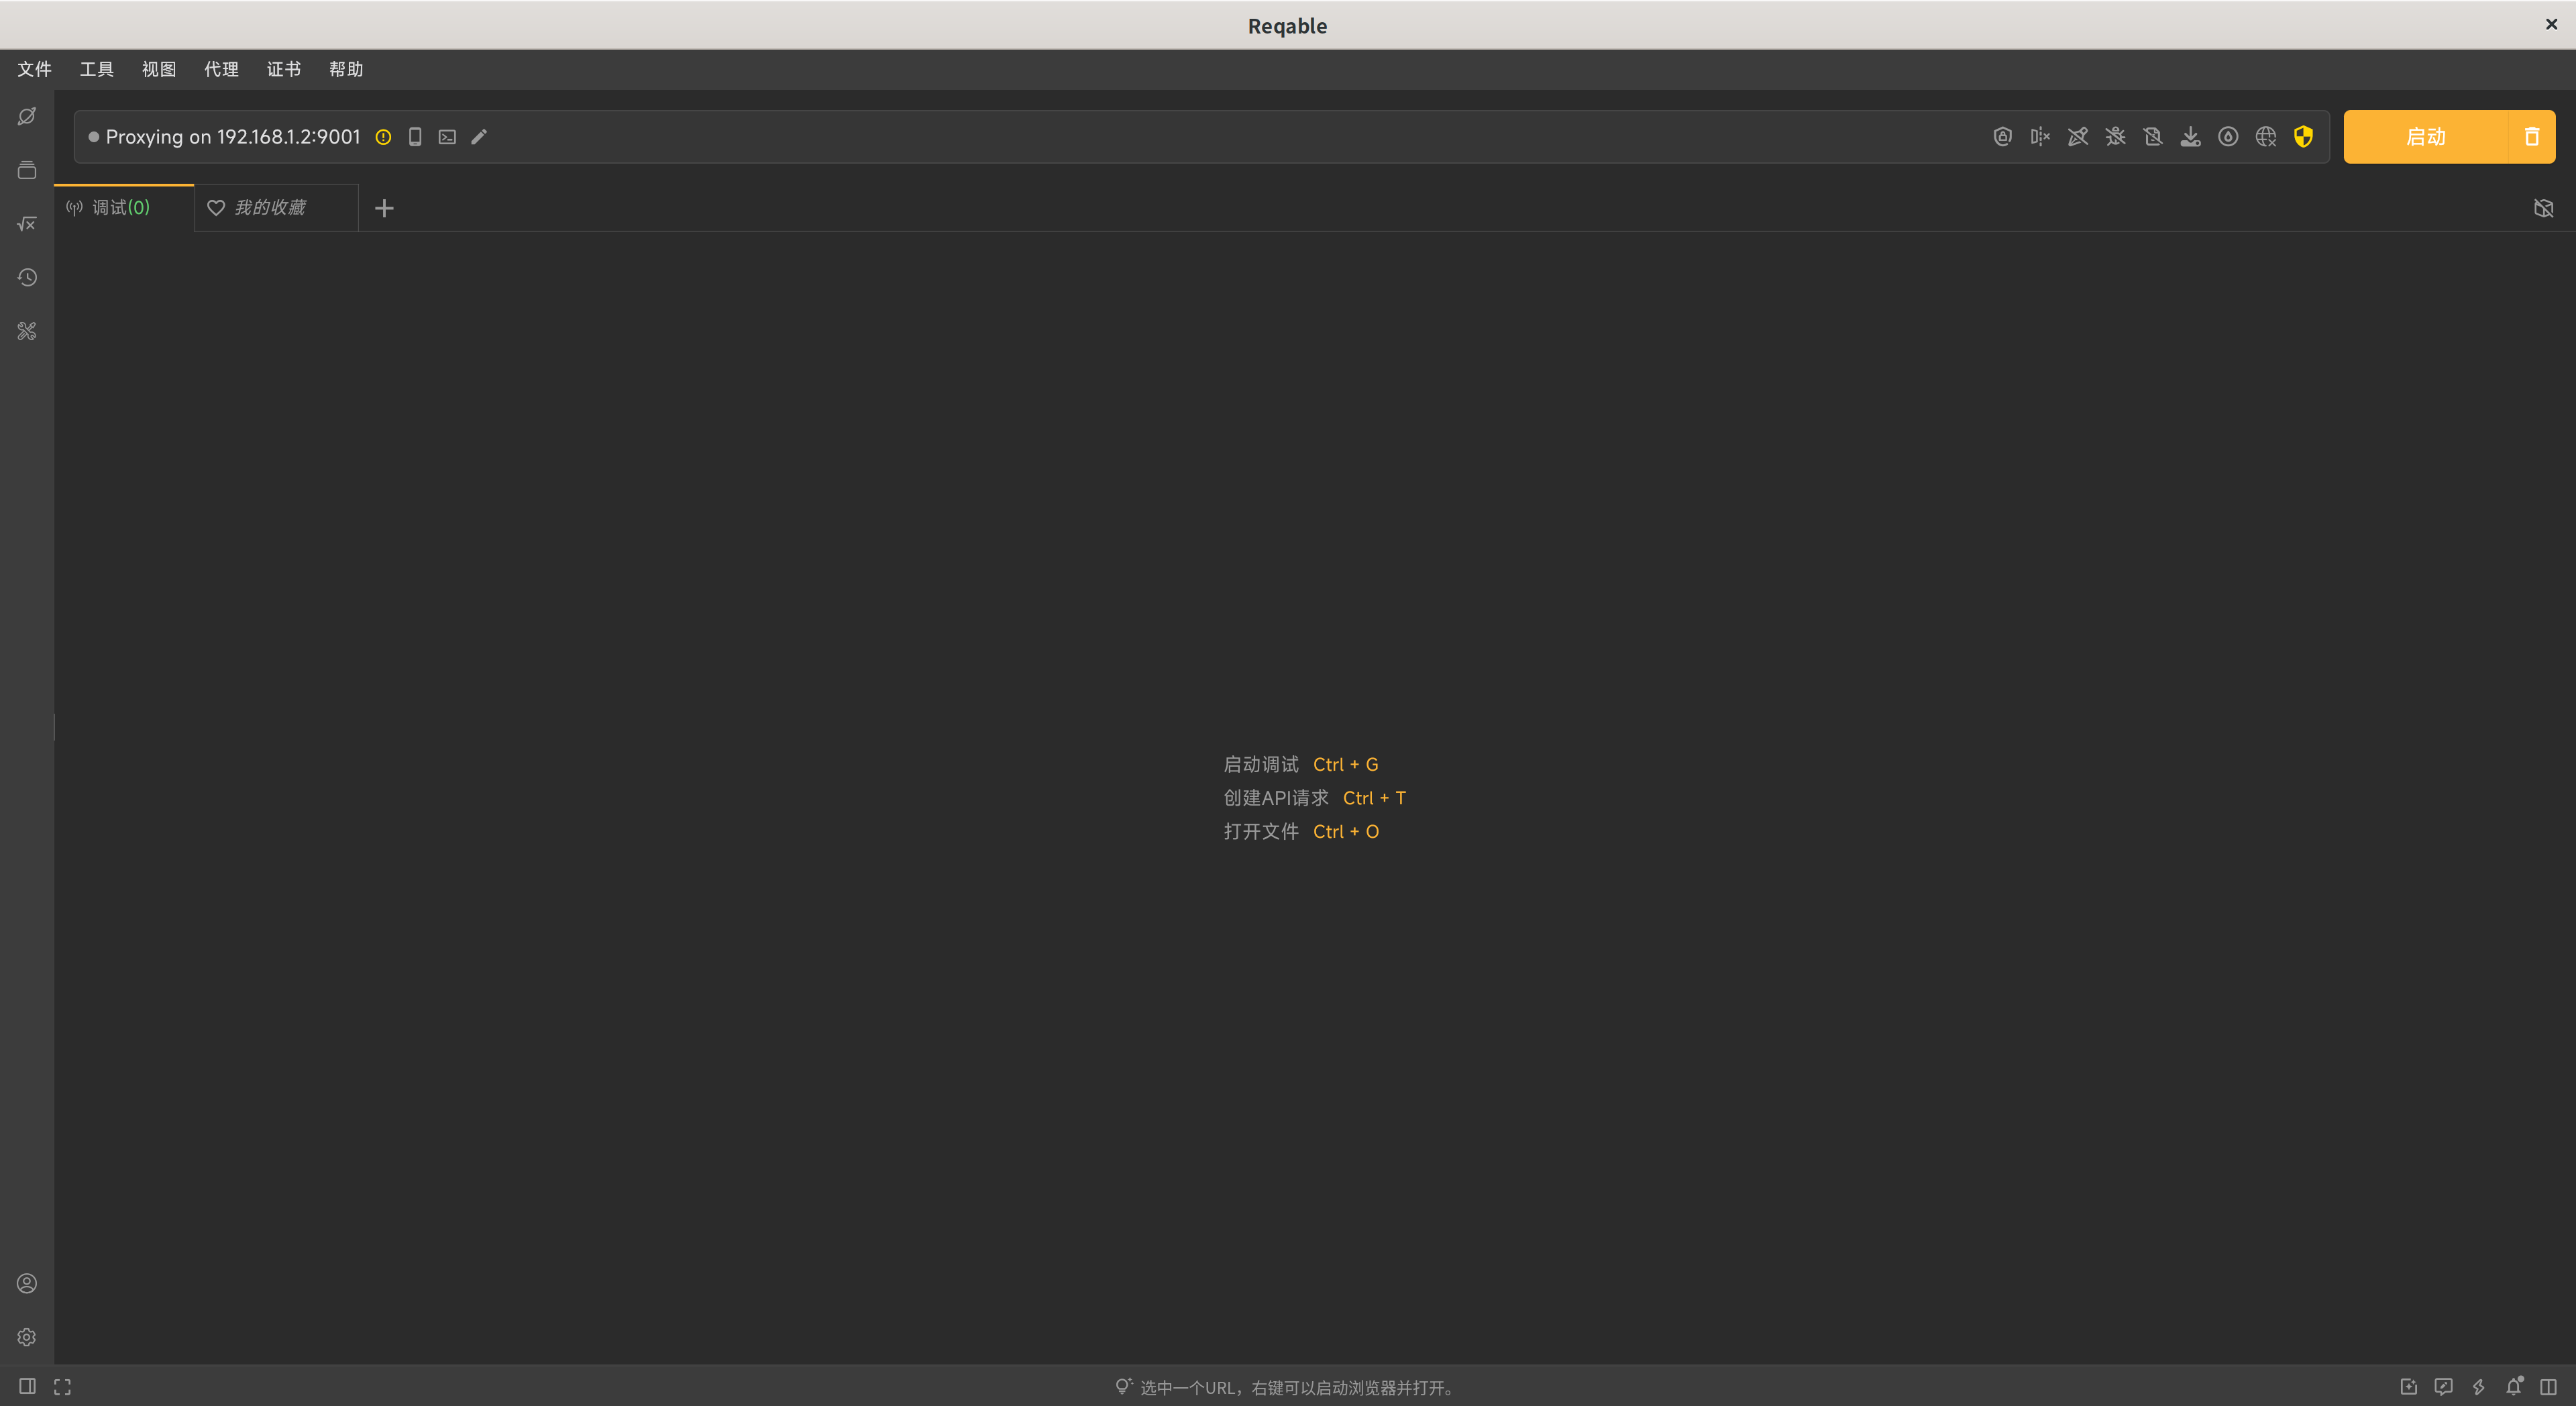 Reqable
文件 工具 视图 代理 证书 帮助
Proxying on 192.168.1.2:9001
启动
调试(0) 我的收藏
启动调试 Ctrl + G
创建API请求 Ctrl + T
打开文件 Ctrl + O
选中一个URL，右键可以启动浏览器并打开。